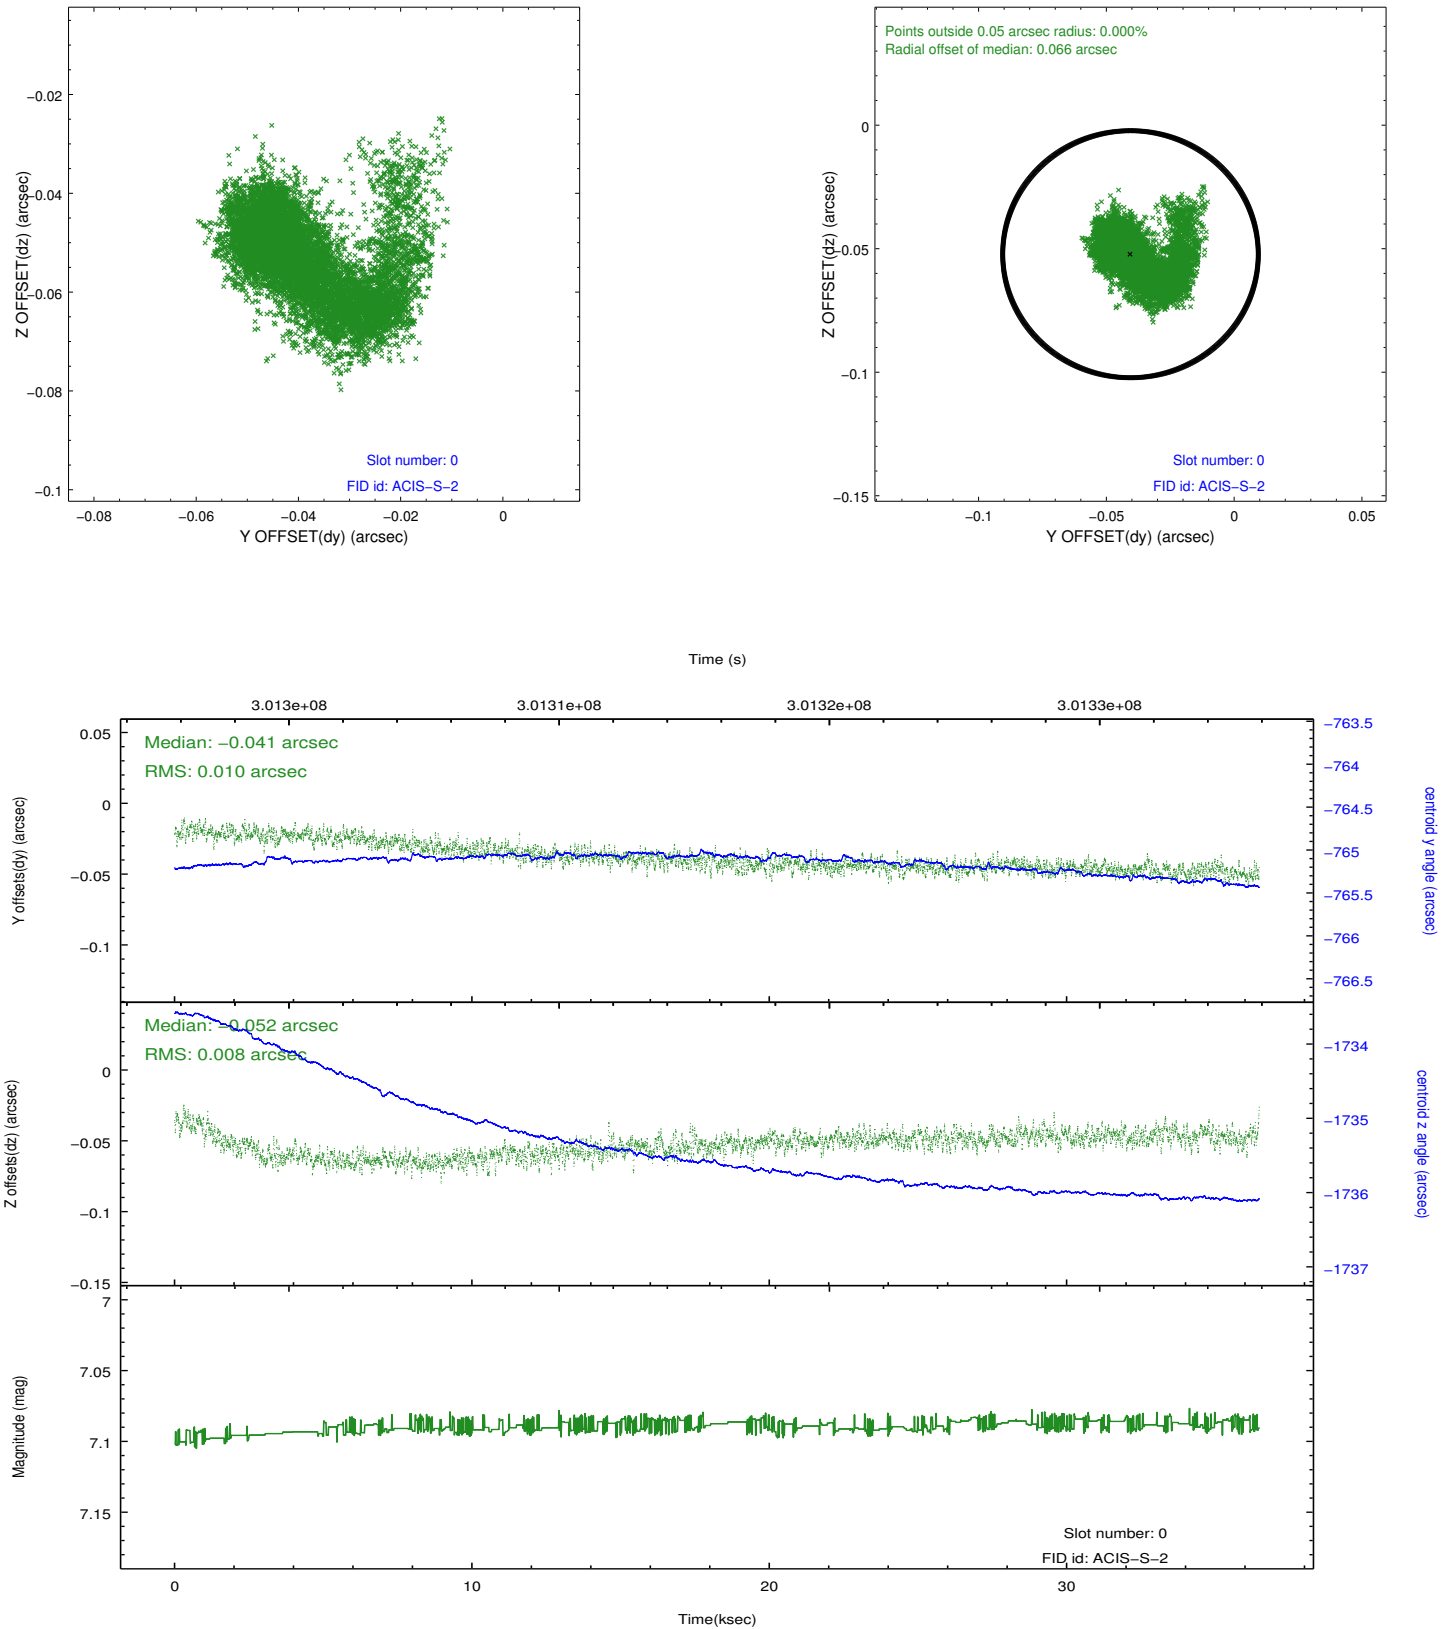 −0.02
−0.04
−0.06
−0.08
−0.1
Z OFFSET(dz) (arcsec)
Slot number: 0
FID id: ACIS−S−2
−0.08 −0.06 −0.04 −0.02 0
Y OFFSET(dy) (arcsec)
Points outside 0.05 arcsec radius: 0.000%
Radial offset of median: 0.066 arcsec
0
−0.05
−0.1
−0.15
Z OFFSET(dz) (arcsec)
Slot number: 0
FID id: ACIS−S−2
−0.1 −0.05 0 0.05
Y OFFSET(dy) (arcsec)
Time (s)
3.013e+08 3.0131e+08 3.0132e+08 3.0133e+08
Median: −0.041 arcsec
RMS: 0.010 arcsec
0.05
0
−0.05
−0.1
Y offsets(dy) (arcsec)
−763.5
−764
−764.5
−765
−765.5
−766
−766.5
centroid y angle (arcsec)
Median: −0.052 arcsec
RMS: 0.008 arcsec
0
−0.05
−0.1
−0.15
Z offsets(dz) (arcsec)
−1734
−1735
−1736
−1737
centroid z angle (arcsec)
7
7.05
7.1
7.15
Magnitude (mag)
Slot number: 0
FID id: ACIS−S−2
0 10 20 30
Time(ksec)